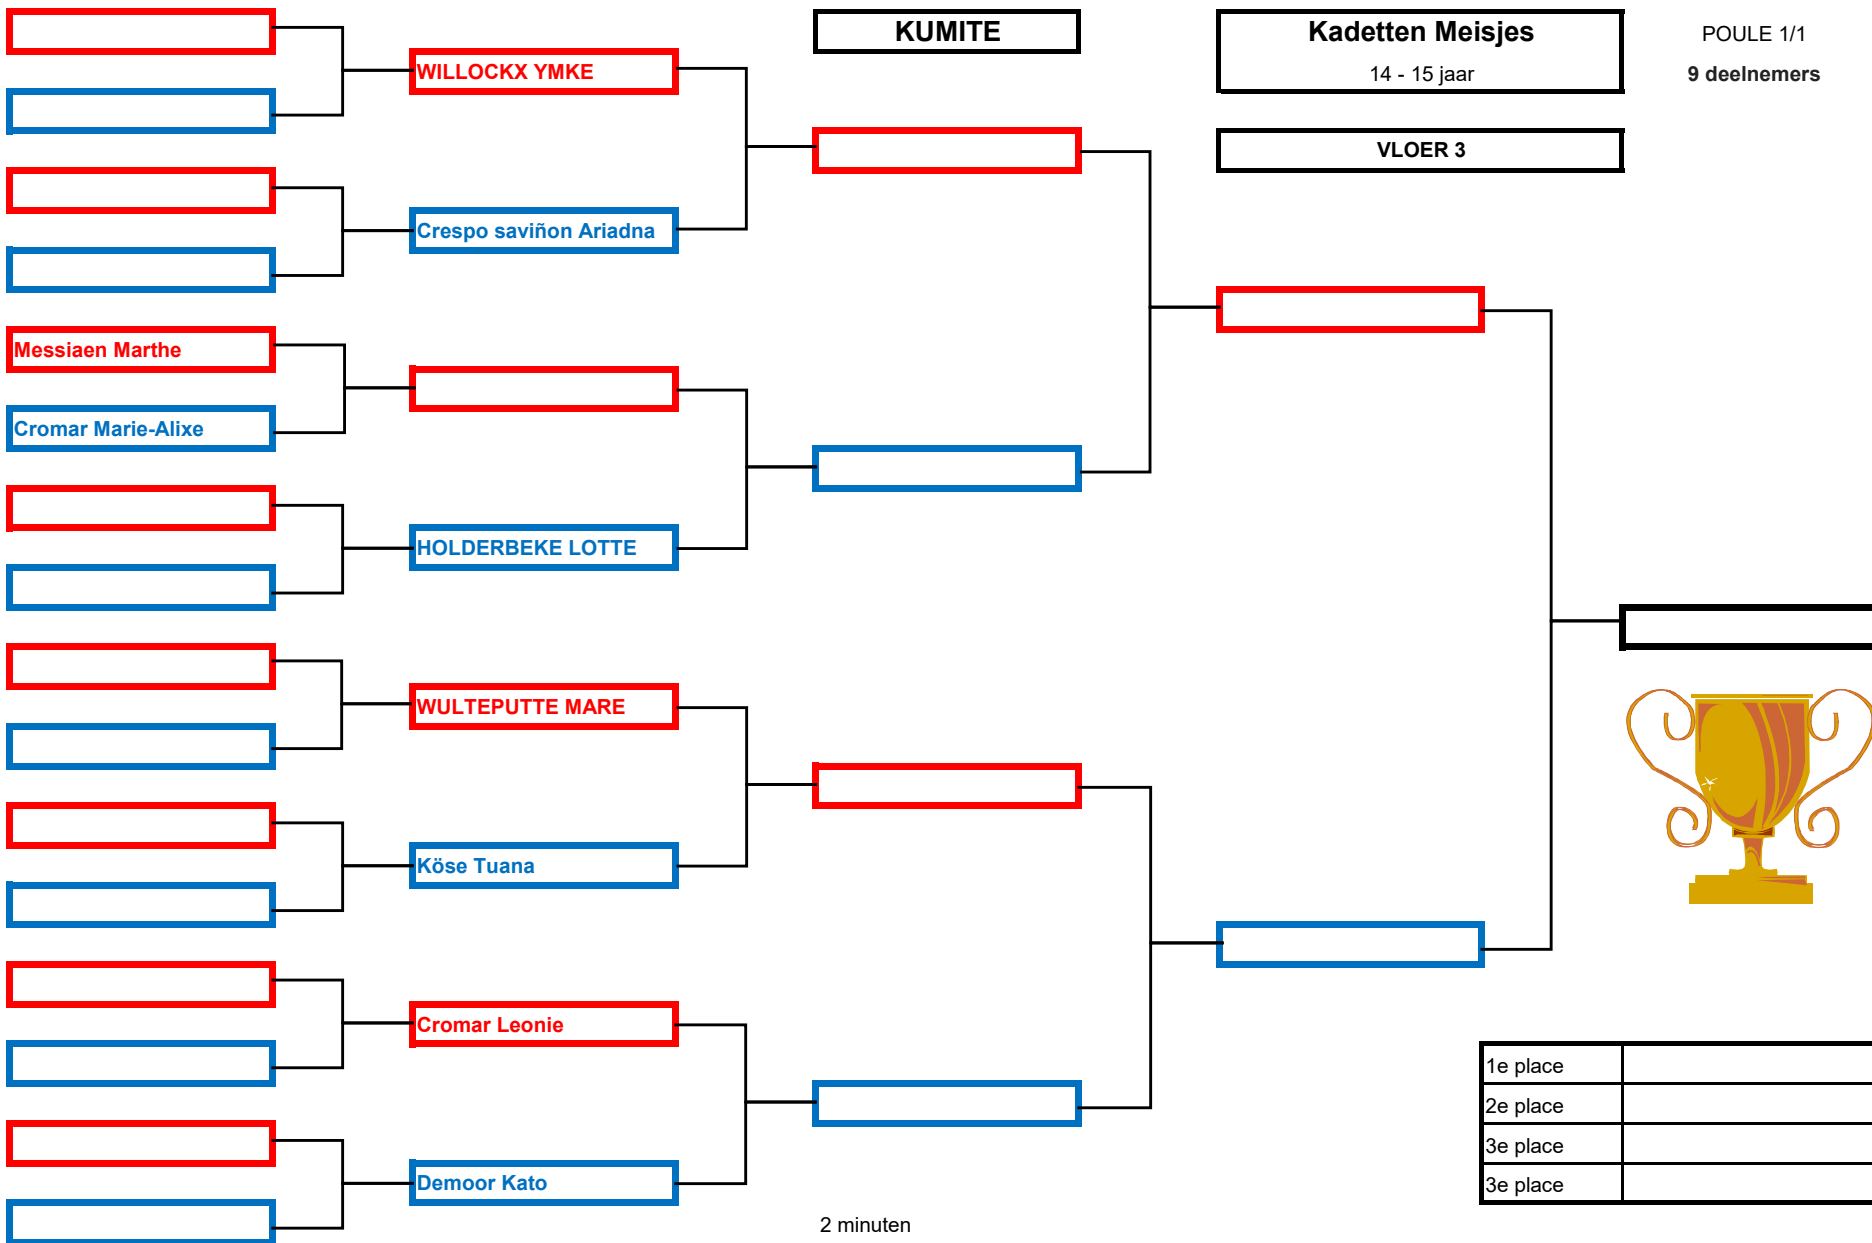 KUMITE
Kadetten Meisjes
14 - 15 jaar
POULE 1/1
9 deelnemers
VLOER 3
WILLOCKX YMKE
Crespo saviñon Ariadna
Messiaen Marthe
Cromar Marie-Alixe
HOLDERBEKE LOTTE
WULTEPUTTE MARE
Köse Tuana
Cromar Leonie
Demoor Kato
1e place
2e place
3e place
3e place
2 minuten